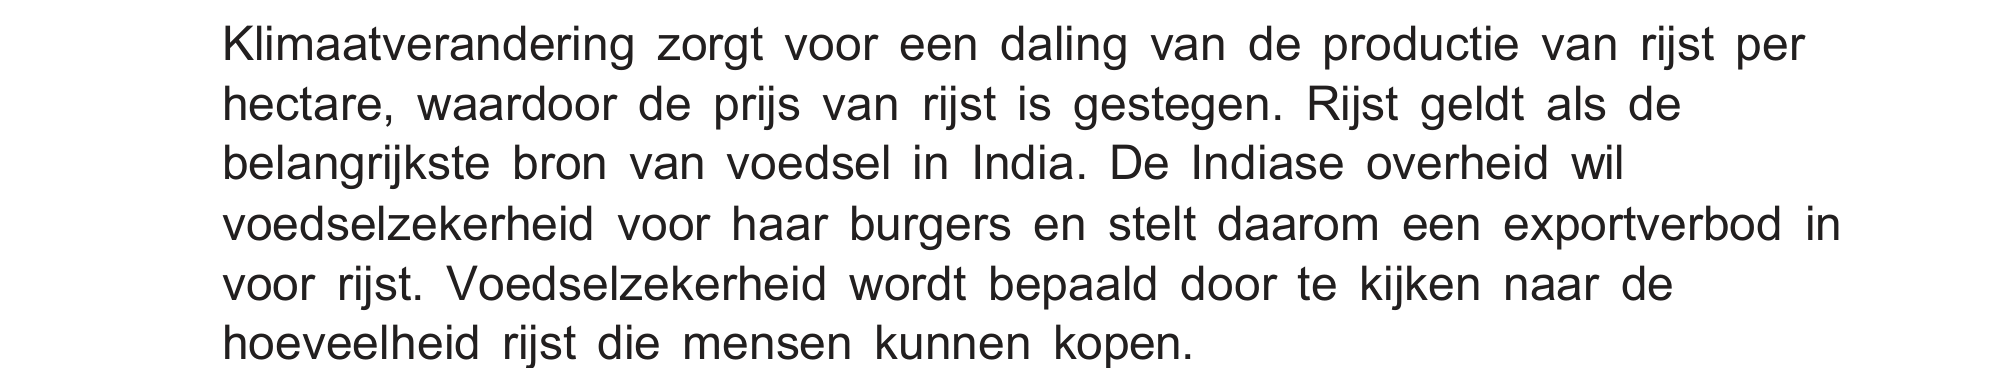 Klimaatverandering zorgt voor een daling van de productie van rijst per
hectare, waardoor de prijs van rijst is gestegen. Rijst geldt als de
belangrijkste bron van voedsel in India. De Indiase overheid wil
voedselzekerheid voor haar burgers en stelt daarom een exportverbod in
voor rijst. Voedselzekerheid wordt bepaald door te kijken naar de
hoeveelheid rijst die mensen kunnen kopen.